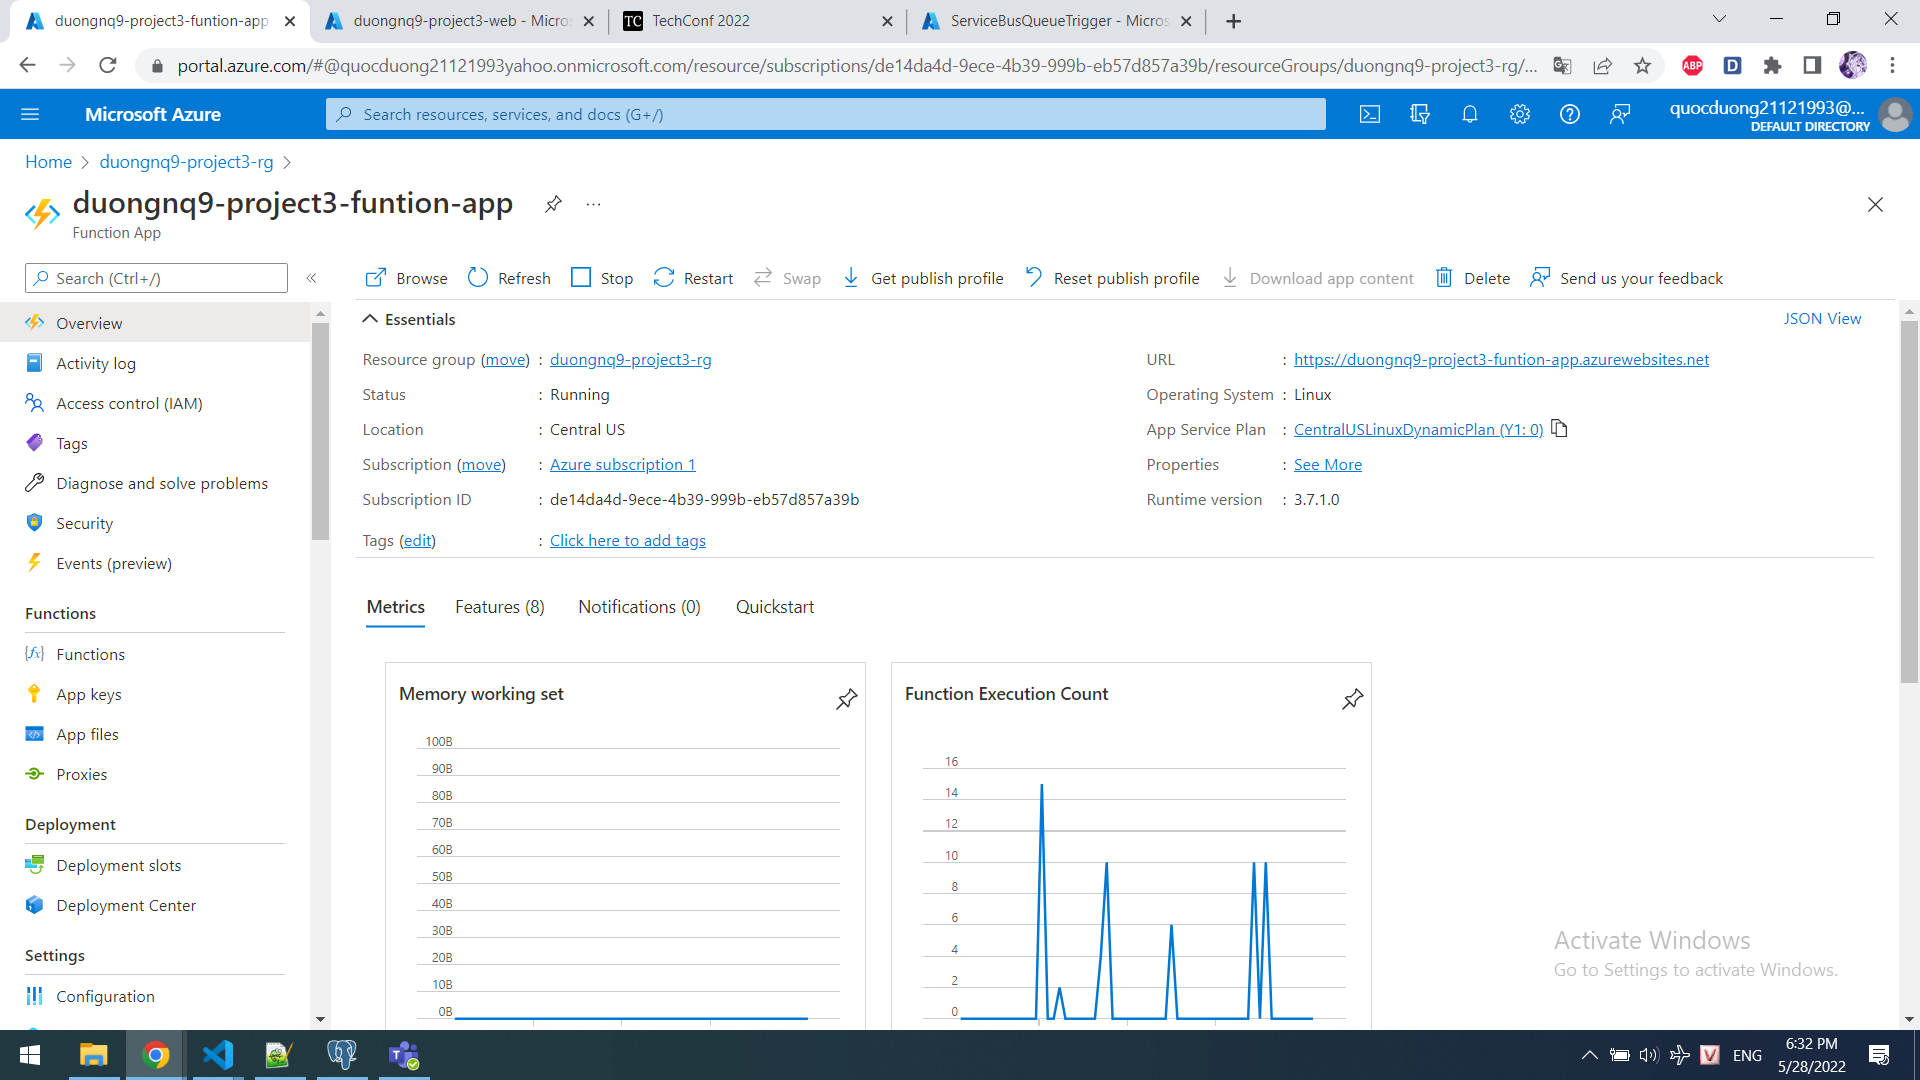 duongnq9-project3-funtion-app
duongnq9-project3-web - Micros
TC TechConf 2022
ServiceBusQueueTrigger - Micros
portal.azure.com/#@quocduong21121993yahoo.onmicrosoft.com/resource/subscriptions/de14da4d-9ece-4b39-999b-eb57d857a39b/resourceGroups/duongnq9-project3-rg/...
ABP
D
Microsoft Azure
Search resources, services, and docs (G+/)
quocduong21121993@...
DEFAULT DIRECTORY
Home > duongnq9-project3-rg >
duongnq9-project3-funtion-app ...
Function App
Search (Ctrl+/) «
Browse Refresh Stop Restart Swap Get publish profile Reset publish profile Download app content Delete Send us your feedback
Overview
Activity log
Access control (IAM)
Tags
Diagnose and solve problems
Security
Events (preview)
Functions
Functions
App keys
App files
Proxies
Deployment
Deployment slots
Deployment Center
Settings
Configuration
Essentials
JSON View
Resource group (move) : duongnq9-project3-rg
Status : Running
Location : Central US
Subscription (move) : Azure subscription 1
Subscription ID : de14da4d-9ece-4b39-999b-eb57d857a39b
Tags (edit) : Click here to add tags
URL : https://duongnq9-project3-funtion-app.azurewebsites.net
Operating System : Linux
App Service Plan : CentralUSLinuxDynamicPlan (Y1: 0)
Properties : See More
Runtime version : 3.7.1.0
Metrics Features (8) Notifications (0) Quickstart
Memory working set
100B
90B
80B
70B
60B
50B
40B
30B
20B
10B
0B
Function Execution Count
16
14
12
10
8
6
4
2
0
Activate Windows
Go to Settings to activate Windows.
V ENG
6:32 PM
5/28/2022